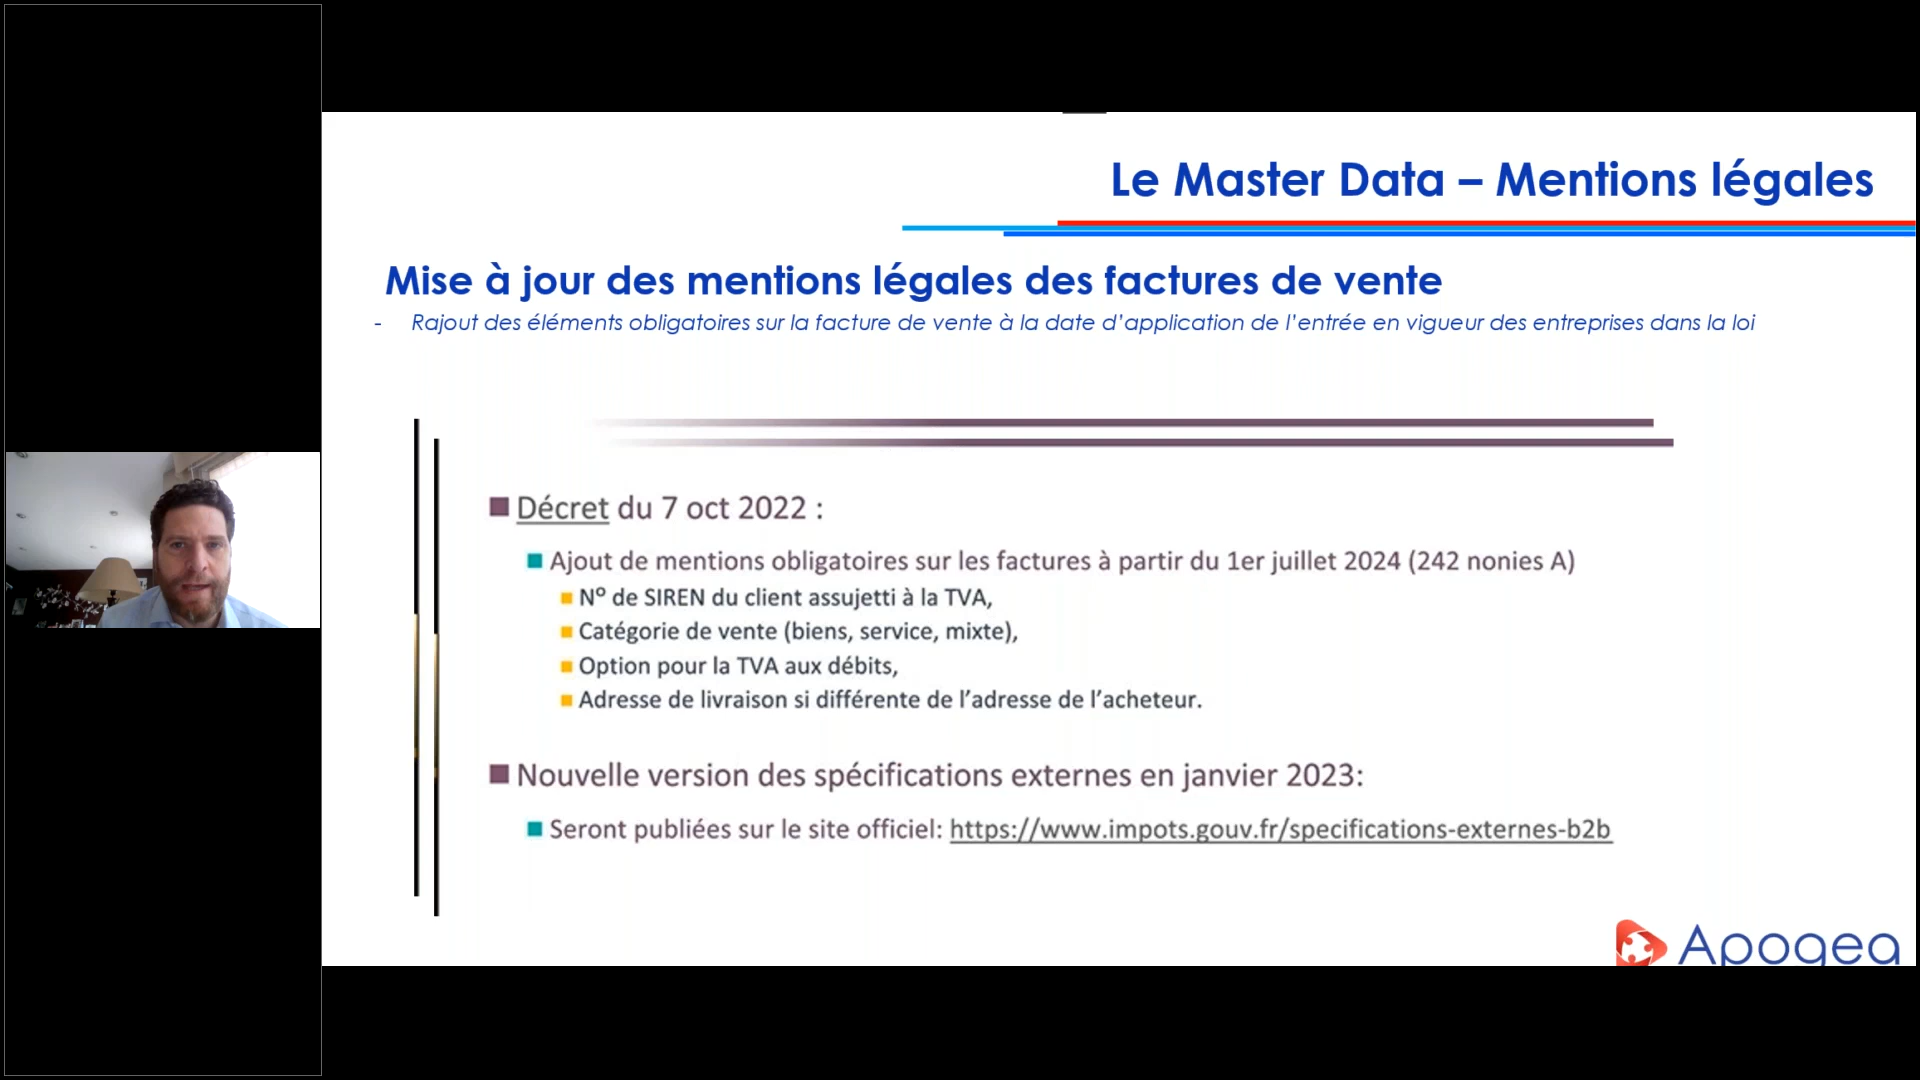 Le Master Data – Mentions légales
Mise à jour des mentions légales des factures de vente
- Rajout des éléments obligatoires sur la facture de vente à la date d’application de l’entrée en vigueur des entreprises dans la loi
Décret du 7 oct 2022 :
Ajout de mentions obligatoires sur les factures à partir du 1er juillet 2024 (242 nonies A)
N° de SIREN du client assujetti à la TVA,
Catégorie de vente (biens, service, mixte),
Option pour la TVA aux débits,
Adresse de livraison si différente de l’adresse de l’acheteur.
Nouvelle version des spécifications externes en janvier 2023:
Seront publiées sur le site officiel: https://www.impots.gouv.fr/specifications-externes-b2b
Apogea